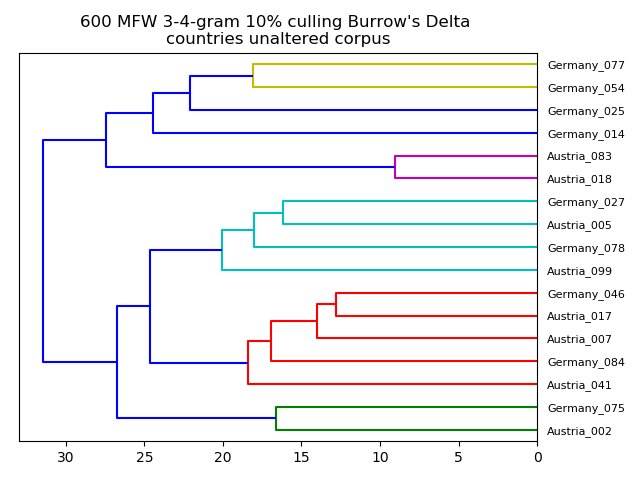 600 MFW 3-4-gram 10% culling Burrow's Delta
countries unaltered corpus
Germany_077
Germany_054
Germany_025
Germany_014
Austria_083
Austria_018
Germany_027
Austria_005
Germany_078
Austria_099
Germany_046
Austria_017
Austria_007
Germany_084
Austria_041
Germany_075
Austria_002
30 25 20 15 10 5 0